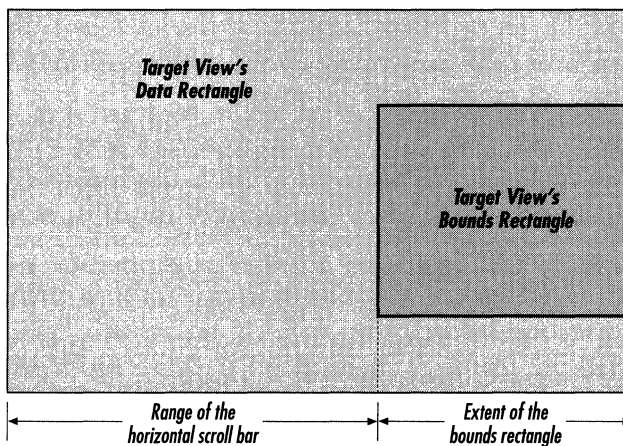 Target View's
Data Rectangle
Target View's
Bounds Rectangle
Range of the
horizontal scroll bar
Extent of the
bounds rectangle